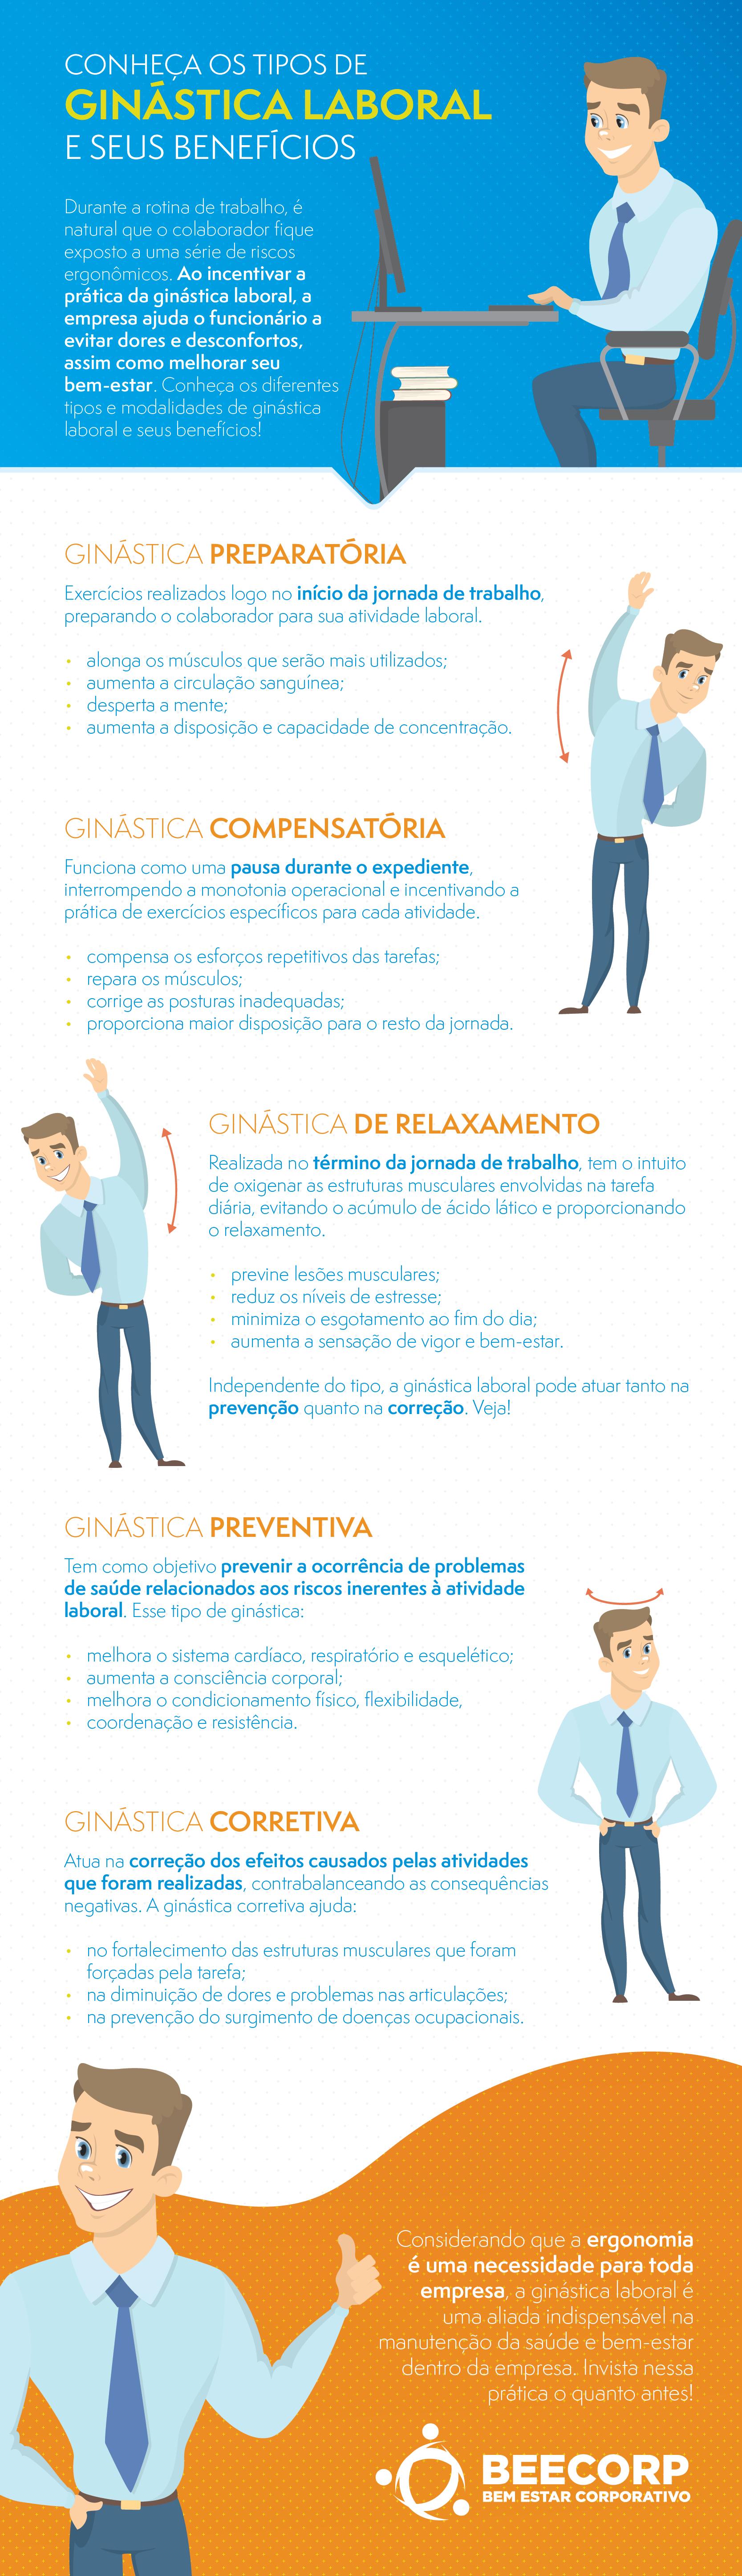 CONHEÇA OS TIPOS DE
GINÁSTICA LABORAL
E SEUS BENEFÍCIOS
Durante a rotina de trabalho, é
natural que o colaborador fique
exposto a uma série de riscos
ergonômicos. Ao incentivar a
prática da ginástica laboral, a
empresa ajuda o funcionário a
evitar dores e desconfortos,
assim como melhorar seu
bem-estar. Conheça os diferentes
tipos e modalidades de ginástica
laboral e seus benefícios!
GINÁSTICA PREPARATÓRIA
Exercícios realizados logo no início da jornada de trabalho,
preparando o colaborador para sua atividade laboral.
• alonga os músculos que serão mais utilizados;
• aumenta a circulação sanguínea;
• desperta a mente;
• aumenta a disposição e capacidade de concentração.
GINÁSTICA COMPENSATÓRIA
Funciona como uma pausa durante o expediente,
interrompendo a monotonia operacional e incentivando a
prática de exercícios específicos para cada atividade.
• compensa os esforços repetitivos das tarefas;
• repara os músculos;
• corrige as posturas inadequadas;
• proporciona maior disposição para o resto da jornada.
GINÁSTICA DE RELAXAMENTO
Realizada no término da jornada de trabalho, tem o intuito
de oxigenar as estruturas musculares envolvidas na tarefa
diária, evitando o acúmulo de ácido lático e proporcionando
o relaxamento.
• previne lesões musculares;
• reduz os níveis de estresse;
• minimiza o esgotamento ao fim do dia;
• aumenta a sensação de vigor e bem-estar.
Independente do tipo, a ginástica laboral pode atuar tanto na
prevenção quanto na correção. Veja!
GINÁSTICA PREVENTIVA
Tem como objetivo prevenir a ocorrência de problemas
de saúde relacionados aos riscos inerentes à atividade
laboral. Esse tipo de ginástica:
• melhora o sistema cardíaco, respiratório e esquelético;
• aumenta a consciência corporal;
• melhora o condicionamento físico, flexibilidade,
• coordenação e resistência.
GINÁSTICA CORRETIVA
Atua na correção dos efeitos causados pelas atividades
que foram realizadas, contrabalanceando as consequências
negativas. A ginástica corretiva ajuda:
• no fortalecimento das estruturas musculares que foram
forçadas pela tarefa;
• na diminuição de dores e problemas nas articulações;
• na prevenção do surgimento de doenças ocupacionais.
Considerando que a ergonomia
é uma necessidade para toda
empresa, a ginástica laboral é
uma aliada indispensável na
manutenção da saúde e bem-estar
dentro da empresa. Invista nessa
prática o quanto antes!
BEECORP
BEM ESTAR CORPORATIVO